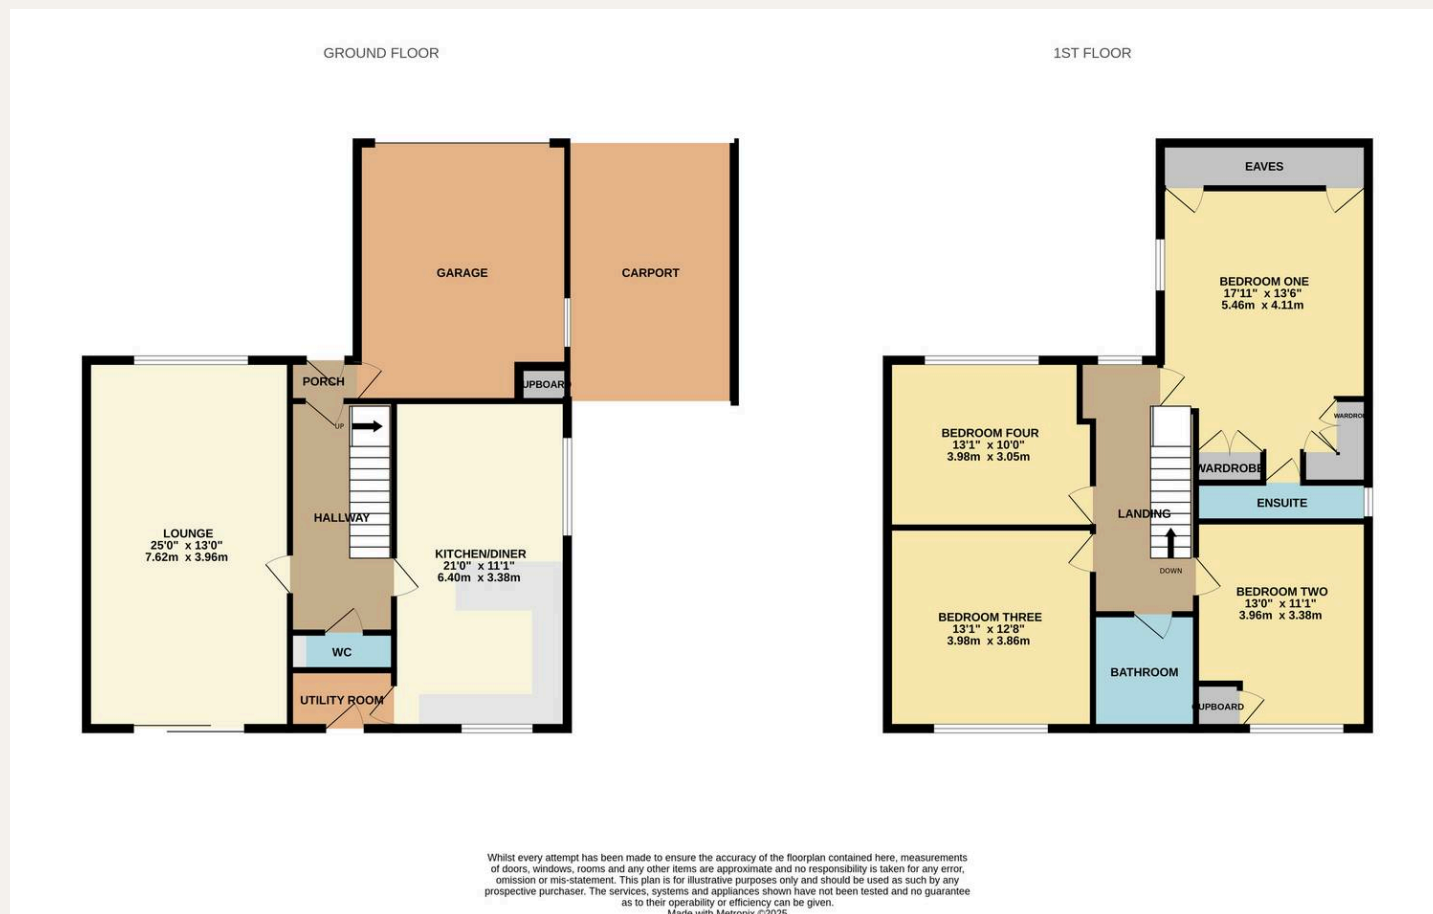 GROUND FLOOR
1ST FLOOR
GARAGE
CARPORT
PORCH
UPBOAR
UP
HALLWAY
LOUNGE
25'0" x 13'0"
7.62m x 3.96m
KITCHEN/DINER
21'0" x 11'1"
6.40m x 3.38m
WC
UTILITY ROOM
EAVES
BEDROOM ONE
17'11" x 13'6"
5.46m x 4.11m
WARDROB
WARDROBE
ENSUITE
BEDROOM FOUR
13'1" x 10'0"
3.98m x 3.05m
LANDING
DOWN
BEDROOM THREE
13'1" x 12'8"
3.98m x 3.86m
BEDROOM TWO
13'0" x 11'1"
3.96m x 3.38m
BATHROOM
CUPBOARD
Whilst every attempt has been made to ensure the accuracy of the floorplan contained here, measurements
of doors, windows, rooms and any other items are approximate and no responsibility is taken for any error,
omission or mis-statement. This plan is for illustrative purposes only and should be used as such by any
prospective purchaser. The services, systems and appliances shown have not been tested and no guarantee
as to their operability or efficiency can be given.
Made with Metropix ©2025